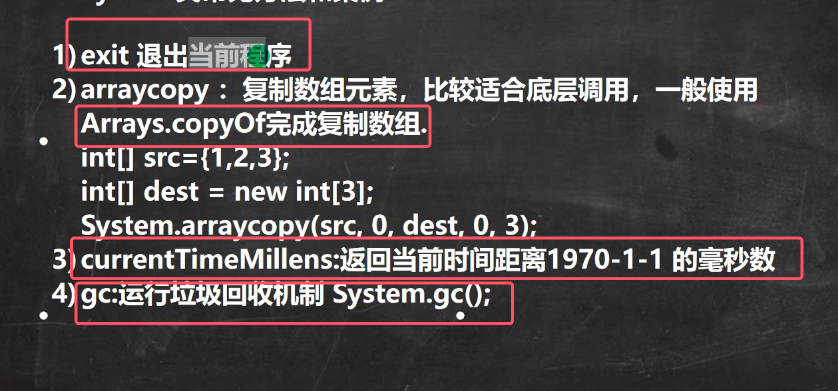 1) exit 退出当前程序
2) arraycopy ：复制数组元素，比较适合底层调用，一般使用
Arrays.copyOf完成复制数组.
int[] src={1,2,3};
int[] dest = new int[3];
System.arraycopy(src, 0, dest, 0, 3);
3) currentTimeMillens:返回当前时间距离1970-1-1 的毫秒数
4) gc:运行垃圾回收机制 System.gc();